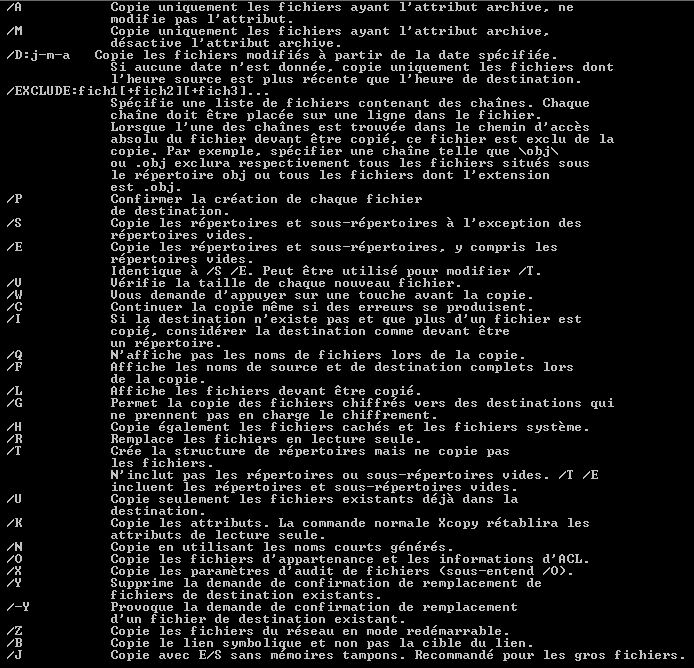 /A Copie uniquement les fichiers ayant l'attribut archive, ne
modifie pas l'attribut.
/M Copie uniquement les fichiers ayant l'attribut archive,
désactive l'attribut archive.
/D:j-m-a Copie les fichiers modifiés à partir de la date spécifiée.
Si aucune date n'est donnée, copie uniquement les fichiers dont
l'heure source est plus récente que l'heure de destination.
/EXCLUDE:fich1[+fich2][+fich3]...
Spécifie une liste de fichiers contenant des chaînes. Chaque
chaîne doit être placée sur une ligne dans le fichier.
Lorsque l'une des chaînes est trouvée dans le chemin d'accès
absolu du fichier devant être copié, ce fichier est exclu de la
copie. Par exemple, spécifier une chaîne telle que \obj\
ou .obj exclura respectivement tous les fichiers situés sous
le répertoire obj ou tous les fichiers dont l'extension
est .obj.
/P Confirmer la création de chaque fichier
de destination.
/S Copie les répertoires et sous-répertoires à l'exception des
répertoires vides.
/E Copie les répertoires et sous-répertoires, y compris les
répertoires vides.
Identique à /S /E. Peut être utilisé pour modifier /T.
/V Vérifie la taille de chaque nouveau fichier.
/W Vous demande d'appuyer sur une touche avant la copie.
/C Continuer la copie même si des erreurs se produisent.
/I Si la destination n'existe pas et que plus d'un fichier est
copié, considérer la destination comme devant être
un répertoire.
/Q N'affiche pas les noms de fichiers lors de la copie.
/F Affiche les noms de source et de destination complets lors
de la copie.
/L Affiche les fichiers devant être copié.
/G Permet la copie des fichiers chiffrés vers des destinations qui
ne prennent pas en charge le chiffrement.
/H Copie également les fichiers cachés et les fichiers système.
/R Remplace les fichiers en lecture seule.
/T Crée la structure de répertoires mais ne copie pas
les fichiers.
N'inclut pas les répertoires ou sous-répertoires vides. /T /E
incluent les répertoires et sous-répertoires vides.
/U Copie seulement les fichiers existants déjà dans la
destination.
/K Copie les attributs. La commande normale Xcopy rétablira les
attributs de lecture seule.
/N Copie en utilisant les noms courts générés.
/O Copie les fichiers d'appartenance et les informations d'ACL.
/X Copie les paramètres d'audit de fichiers (sous-entend /O).
/Y Supprime la demande de confirmation de remplacement de
fichiers de destination existants.
/-Y Provoque la demande de confirmation de remplacement
d'un fichier de destination existant.
/Z Copie les fichiers du réseau en mode redémarrable.
/B Copie le lien symbolique et non pas la cible du lien.
/J Copie avec E/S sans mémoires tampons. Recommandé pour les gros fichiers.